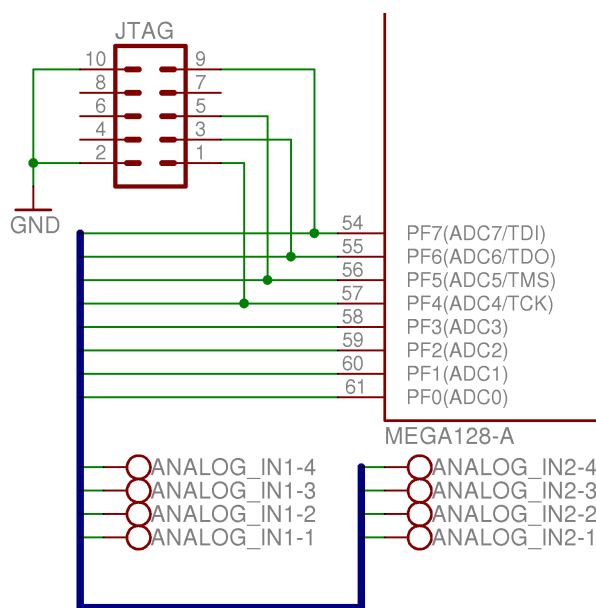 JTAG
10 9
8 7
6 5
4 3
2 1
GND
54 PF7(ADC7/TDI)
55 PF6(ADC6/TDO)
56 PF5(ADC5/TMS)
57 PF4(ADC4/TCK)
58 PF3(ADC3)
59 PF2(ADC2)
60 PF1(ADC1)
61 PF0(ADC0)
MEGA128-A
ANALOG_IN1-4 ANALOG_IN2-4
ANALOG_IN1-3 ANALOG_IN2-3
ANALOG_IN1-2 ANALOG_IN2-2
ANALOG_IN1-1 ANALOG_IN2-1